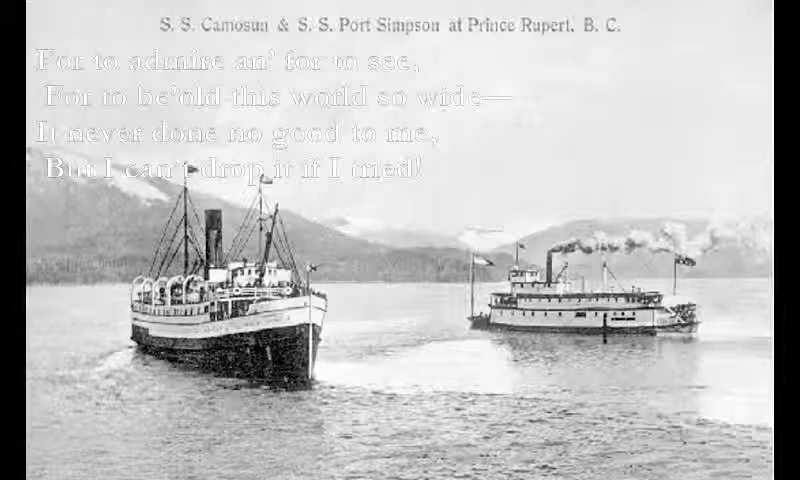 S. S. Camosun & S. S. Port Simpson at Prince Rupert, B. C.
For to admire an' for to see,
For to be'old this world so wide—
It never done no good to me,
But I can't drop it if I tried!